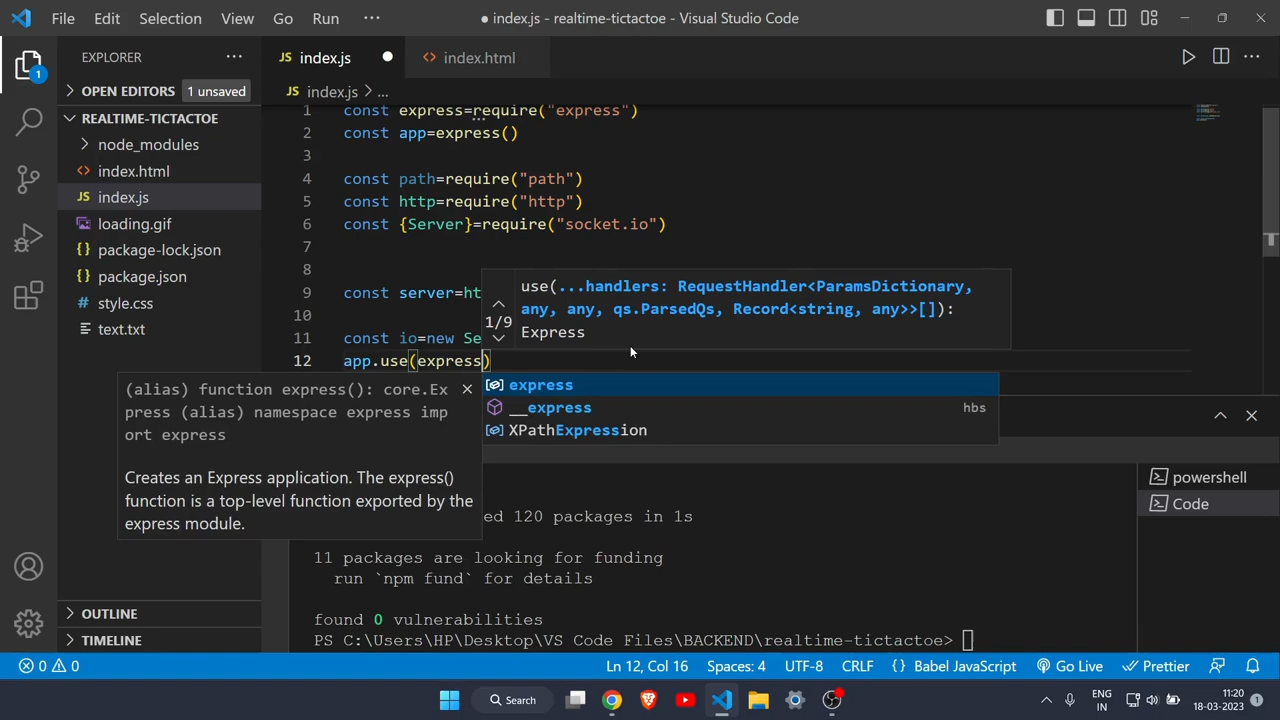 File Edit Selection View Go Run ··· ● index.js - realtime-tictactoe - Visual Studio Code
EXPLORER ···
JS index.js ●
<> index.html
OPEN EDITORS 1 unsaved
REALTIME-TICTACTOE
node_modules
<> index.html
JS index.js
loading.gif
{} package-lock.json
{} package.json
# style.css
text.txt
OUTLINE
TIMELINE
1
JS index.js > ...
1 const express=require("express")
2 const app=express()
3
4 const path=require("path")
5 const http=require("http")
6 const {Server}=require("socket.io")
7
8
9 const server=ht
10
11 const io=new Se
12 app.use(express)
1/9
use(...handlers: RequestHandler<ParamsDictionary,
any, any, qs.ParsedQs, Record<string, any>>[]):
Express
express
__express hbs
XPathExpression
(alias) function express(): core.Ex
press (alias) namespace express imp
ort express
Creates an Express application. The express()
function is a top-level function exported by the
express module.
ed 120 packages in 1s
11 packages are looking for funding
run `npm fund` for details
found 0 vulnerabilities
PS C:\Users\HP\Desktop\VS Code Files\BACKEND\realtime-tictactoe>
powershell
Code
0 0 Ln 12, Col 16 Spaces: 4 UTF-8 CRLF {} Babel JavaScript Go Live Prettier
Search
ENG
IN
11:20
18-03-2023
1